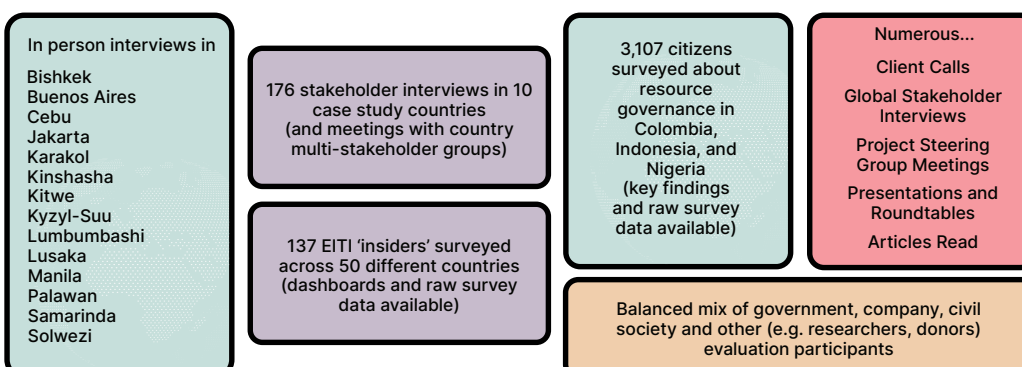 In person interviews in
Bishkek
Buenos Aires
Cebu
Jakarta
Karakol
Kinshasha
Kitwe
Kyzyl-Suu
Lumbumbashi
Lusaka
Manila
Palawan
Samarinda
Solwezi
176 stakeholder interviews in 10
case study countries
(and meetings with country
multi-stakeholder groups)
137 EITI ‘insiders’ surveyed
across 50 different countries
(dashboards and raw survey
data available)
3,107 citizens
surveyed about
resource
governance in
Colombia,
Indonesia, and
Nigeria
(key findings
and raw survey
data available)
Numerous...
Client Calls
Global Stakeholder
Interviews
Project Steering
Group Meetings
Presentations and
Roundtables
Articles Read
Balanced mix of government, company, civil
society and other (e.g. researchers, donors)
evaluation participants